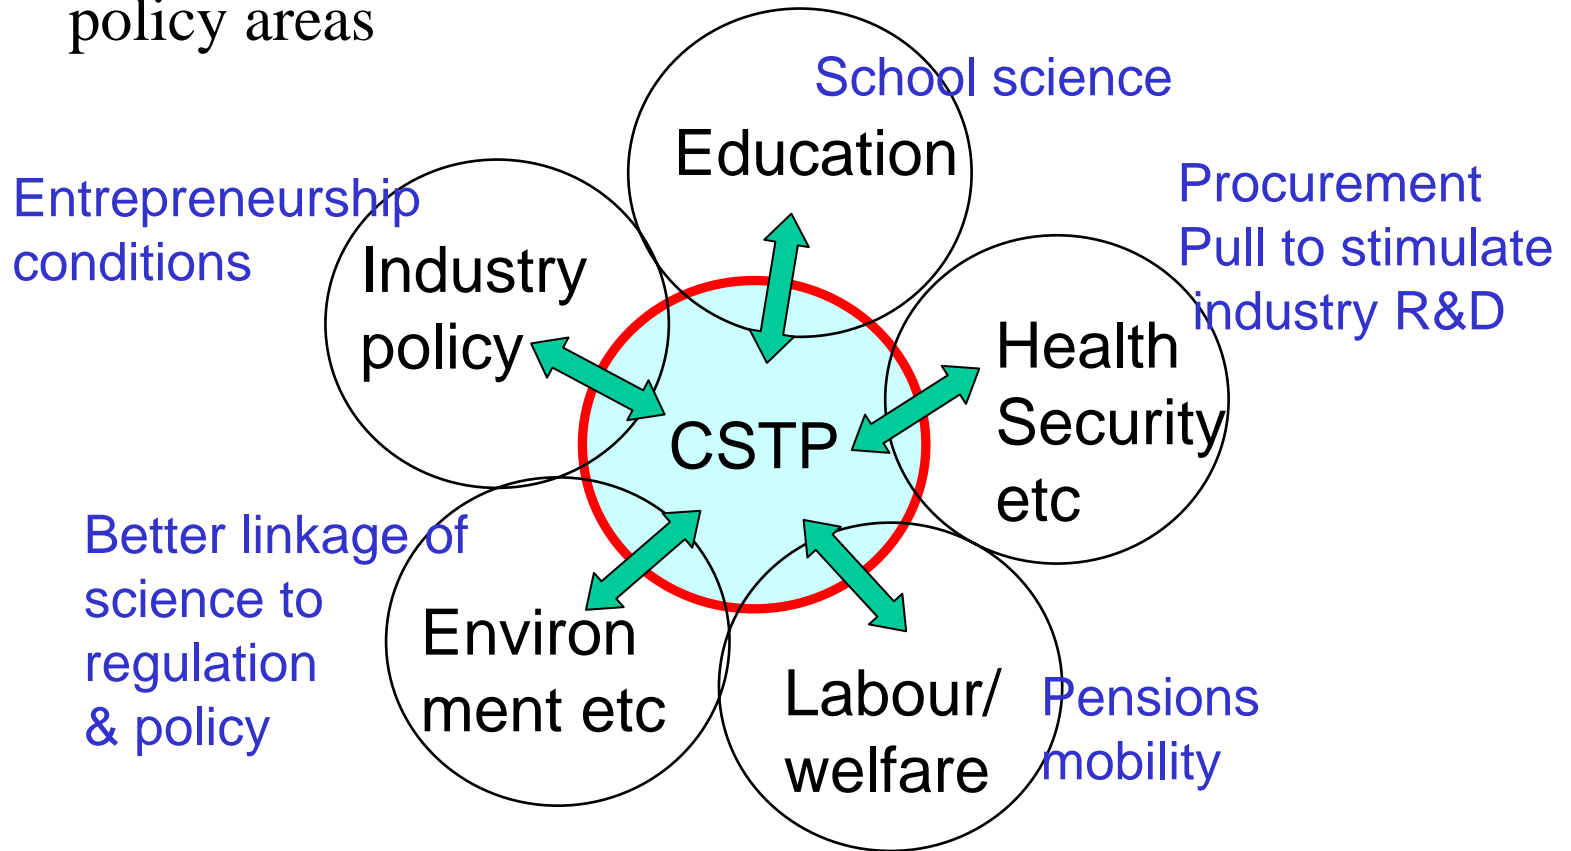 policy areas
School science
Education
Entrepreneurship
conditions
Industry
policy
Procurement
Pull to stimulate
industry R&D
Health
Security
etc
CSTP
Better linkage of
science to
regulation
& policy
Environ
ment etc
Labour/
welfare
Pensions
mobility